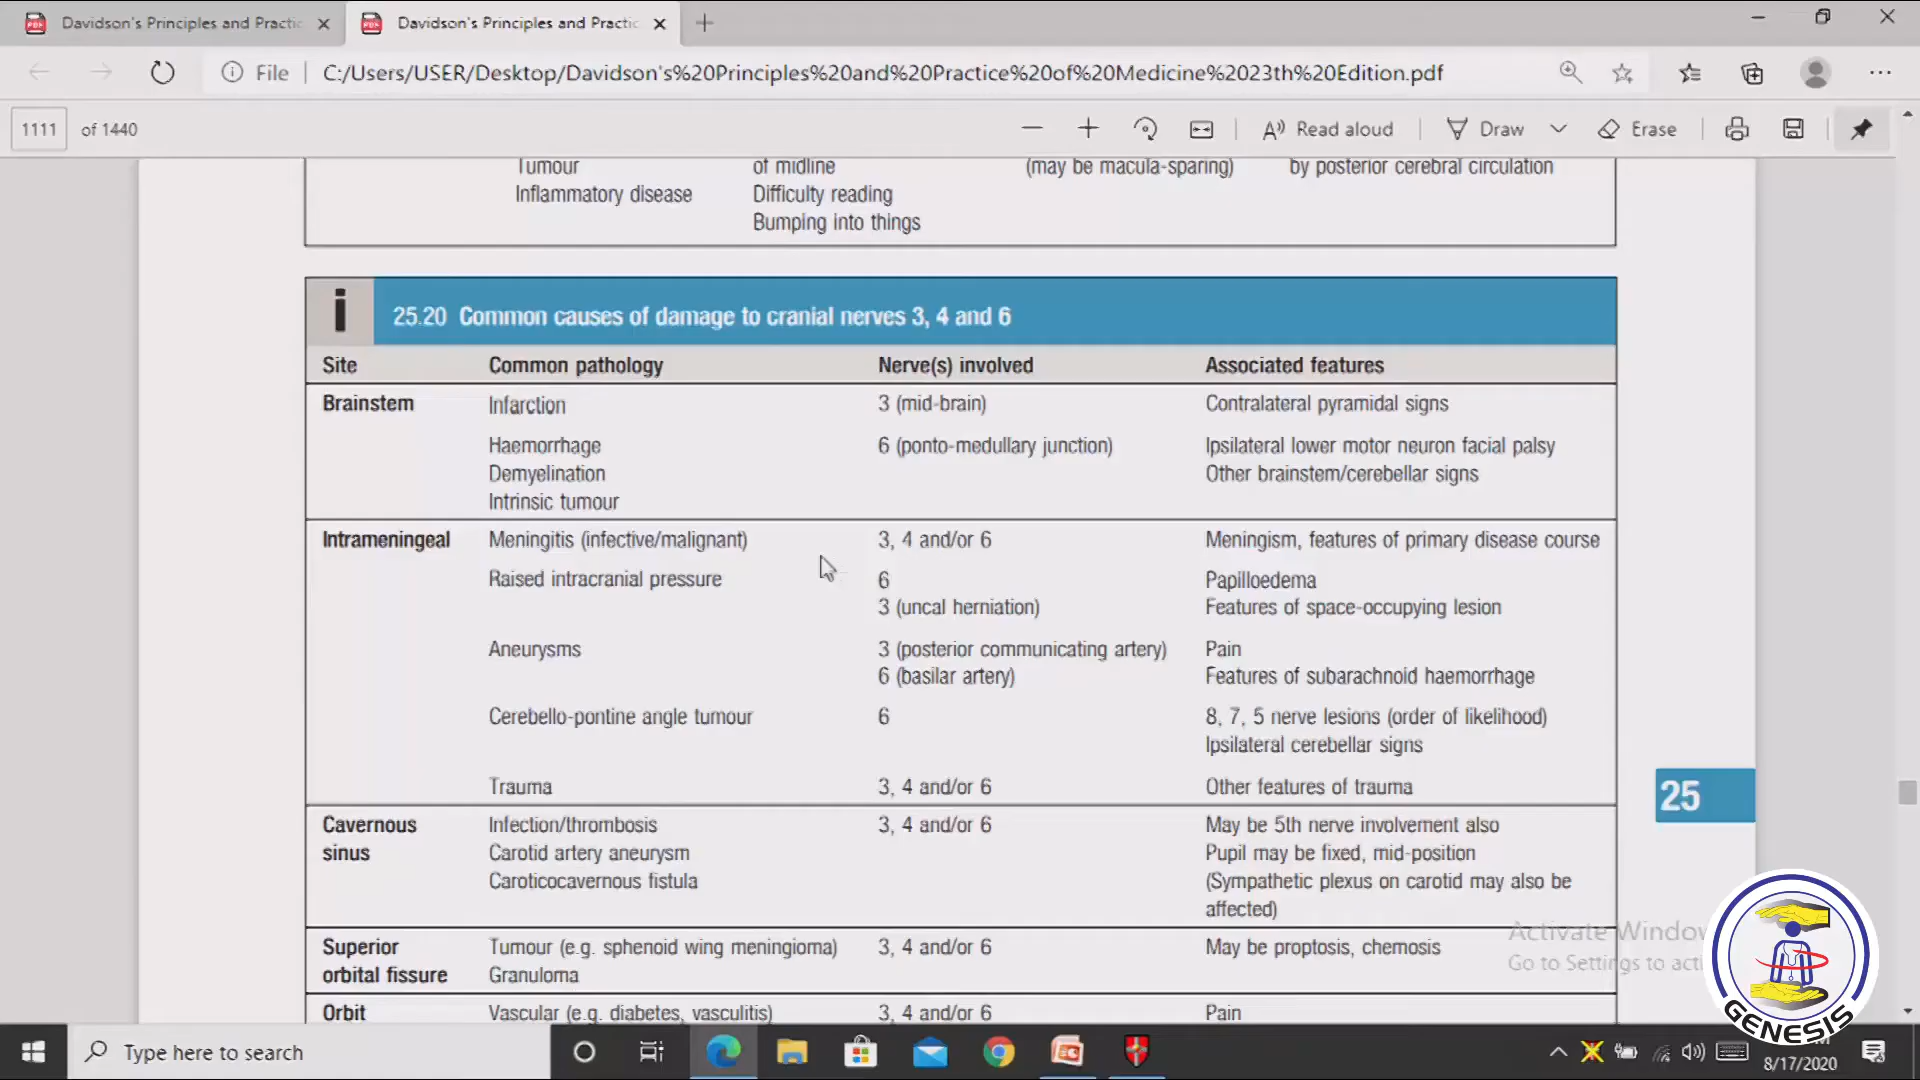 Davidson's Principles and Practic
Davidson's Principles and Practic
File
C:/Users/USER/Desktop/Davidson's%20Principles%20and%20Practice%20of%20Medicine%2023th%20Edition.pdf
1111 of 1440
Read aloud
Draw
Erase
Tumour of midline (may be macula-sparing) by posterior cerebral circulation
Inflammatory disease Difficulty reading
Bumping into things
i 25.20 Common causes of damage to cranial nerves 3, 4 and 6
Site Common pathology Nerve(s) involved Associated features
Brainstem Infarction 3 (mid-brain) Contralateral pyramidal signs
Haemorrhage 6 (ponto-medullary junction) Ipsilateral lower motor neuron facial palsy
Demyelination Other brainstem/cerebellar signs
Intrinsic tumour
Intrameningeal Meningitis (infective/malignant) 3, 4 and/or 6 Meningism, features of primary disease course
Raised intracranial pressure 6 Papilloedema
3 (uncal herniation) Features of space-occupying lesion
Aneurysms 3 (posterior communicating artery) Pain
6 (basilar artery) Features of subarachnoid haemorrhage
Cerebello-pontine angle tumour 6 8, 7, 5 nerve lesions (order of likelihood)
Ipsilateral cerebellar signs
Trauma 3, 4 and/or 6 Other features of trauma
25
Cavernous Infection/thrombosis 3, 4 and/or 6 May be 5th nerve involvement also
sinus Carotid artery aneurysm Pupil may be fixed, mid-position
Caroticocavernous fistula (Sympathetic plexus on carotid may also be
affected)
Superior Tumour (e.g. sphenoid wing meningioma) 3, 4 and/or 6 May be proptosis, chemosis
orbital fissure Granuloma
Orbit Vascular (e.g. diabetes, vasculitis) 3, 4 and/or 6 Pain
Activate Window
Go to Settings to acti
GENESIS
Type here to search
8/17/2020